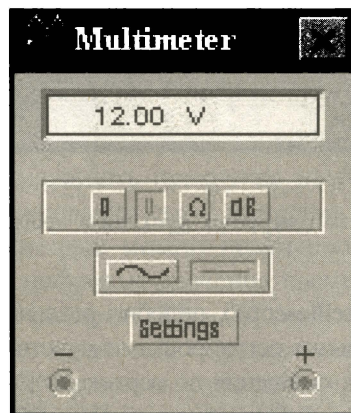 Multimeter
12.00 V
A V Ω dB
Settings
− +